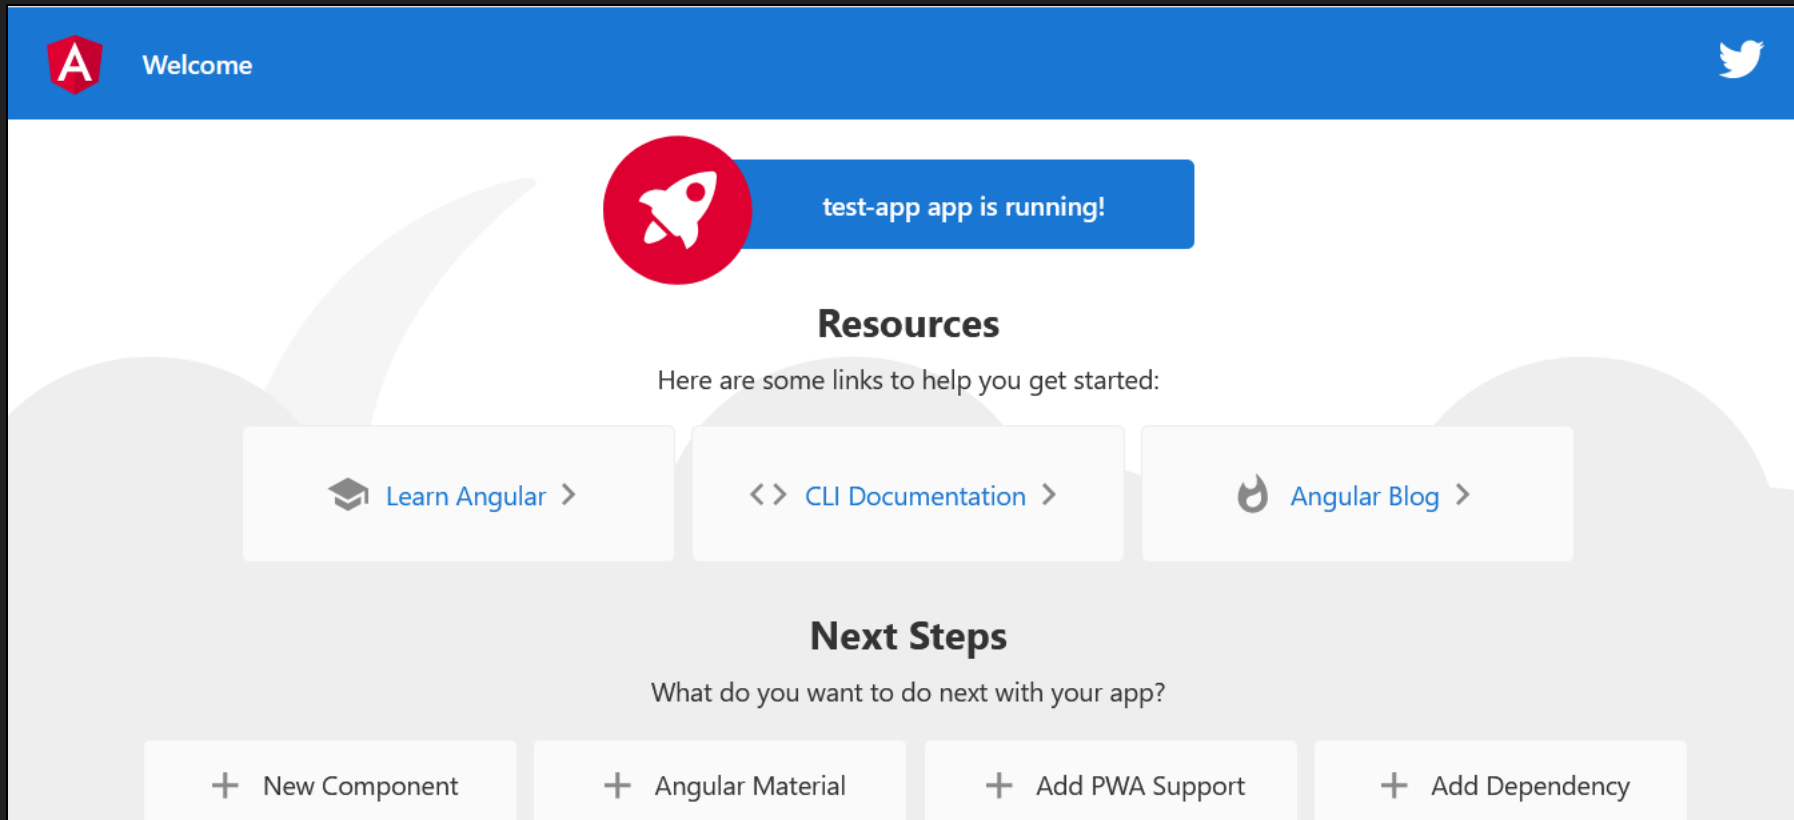 Welcome
test-app app is running!
Resources
Here are some links to help you get started:
Learn Angular
CLI Documentation
Angular Blog
Next Steps
What do you want to do next with your app?
New Component
Angular Material
Add PWA Support
Add Dependency